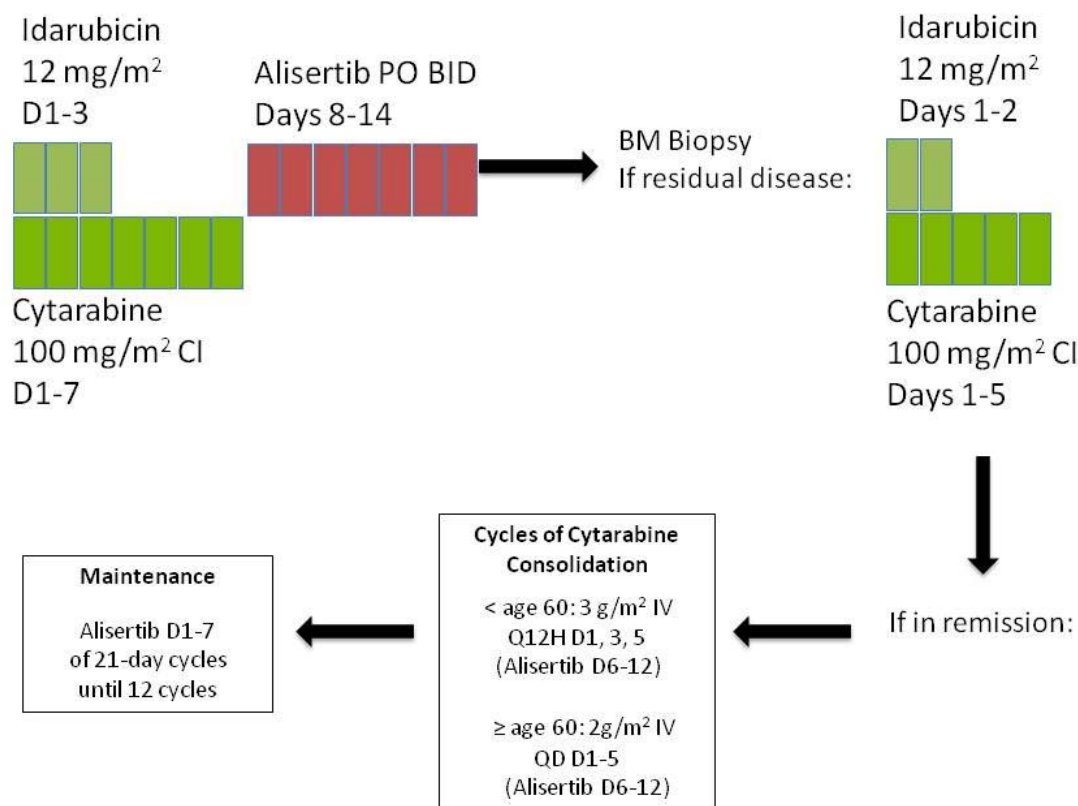 Idarubicin
12 mg/m²
D1-3
Alisertib PO BID
Days 8-14
Cytarabine
100 mg/m² CI
D1-7
BM Biopsy
If residual disease:
Idarubicin
12 mg/m²
Days 1-2
Cytarabine
100 mg/m² CI
Days 1-5
If in remission:
Cycles of Cytarabine
Consolidation
< age 60: 3 g/m² IV
Q12H D1, 3, 5
(Alisertib D6-12)
≥ age 60: 2g/m² IV
QD D1-5
(Alisertib D6-12)
Maintenance
Alisertib D1-7
of 21-day cycles
until 12 cycles